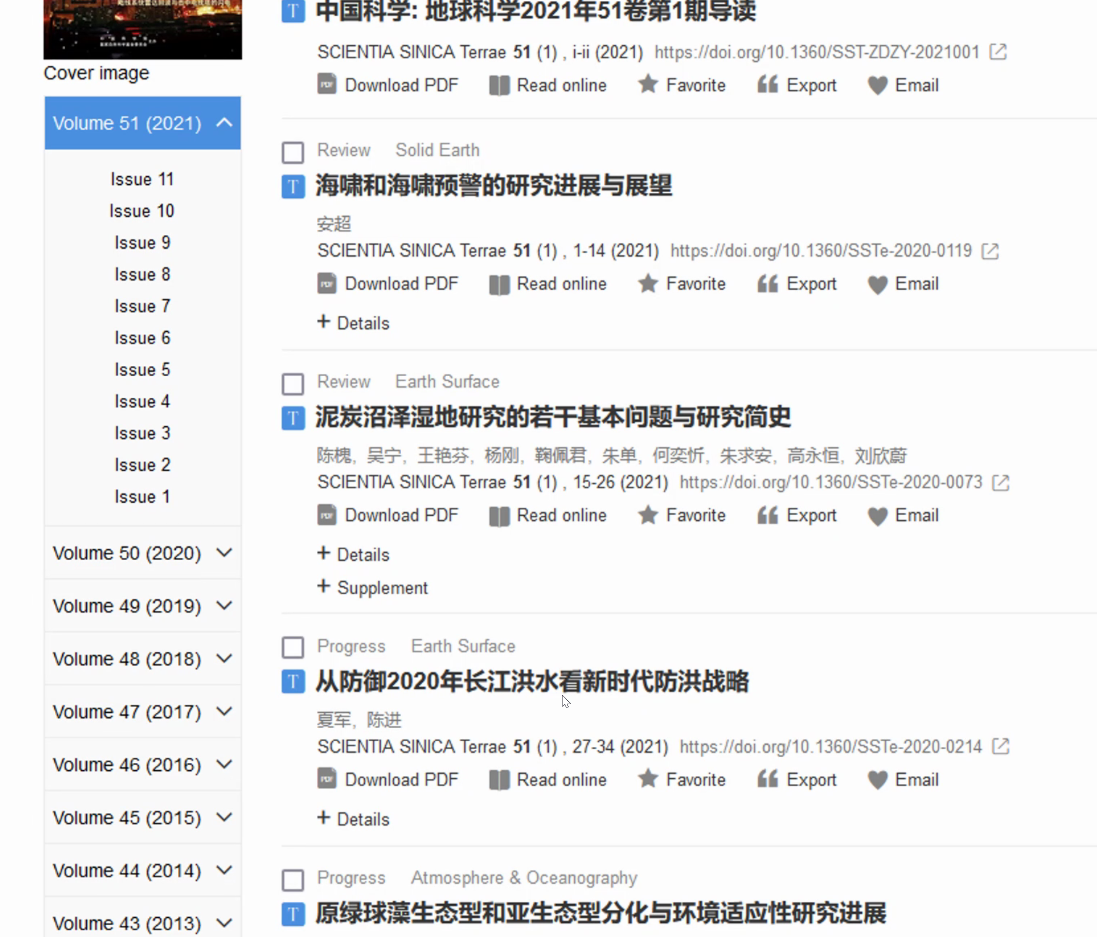 Cover image
Volume 51 (2021)
Issue 11
Issue 10
Issue 9
Issue 8
Issue 7
Issue 6
Issue 5
Issue 4
Issue 3
Issue 2
Issue 1
Volume 50 (2020)
Volume 49 (2019)
Volume 48 (2018)
Volume 47 (2017)
Volume 46 (2016)
Volume 45 (2015)
Volume 44 (2014)
Volume 43 (2013)
T 中国科学: 地球科学2021年51卷第1期导读
SCIENTIA SINICA Terrae 51 (1) , i-ii (2021) https://doi.org/10.1360/SST-ZDZY-2021001
PDF Download PDF Read online Favorite Export Email
Review Solid Earth
T 海啸和海啸预警的研究进展与展望
安超
SCIENTIA SINICA Terrae 51 (1) , 1-14 (2021) https://doi.org/10.1360/SSTe-2020-0119
PDF Download PDF Read online Favorite Export Email
+ Details
Review Earth Surface
T 泥炭沼泽湿地研究的若干基本问题与研究简史
陈槐, 吴宁, 王艳芬, 杨刚, 鞠佩君, 朱单, 何奕忻, 朱求安, 高永恒, 刘欣蔚
SCIENTIA SINICA Terrae 51 (1) , 15-26 (2021) https://doi.org/10.1360/SSTe-2020-0073
PDF Download PDF Read online Favorite Export Email
+ Details
+ Supplement
Progress Earth Surface
T 从防御2020年长江洪水看新时代防洪战略
夏军, 陈进
SCIENTIA SINICA Terrae 51 (1) , 27-34 (2021) https://doi.org/10.1360/SSTe-2020-0214
PDF Download PDF Read online Favorite Export Email
+ Details
Progress Atmosphere & Oceanography
T 原绿球藻生态型和亚生态型分化与环境适应性研究进展